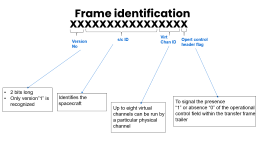 Frame identification
XXXXXXXXXXXXXXXX
Version
No
s/c ID
Virt
Chan ID
Opert control
header flag
• 2 bits long
• Only version"1" is
recognized
Identifies the
spacecraft
Up to eight virtual
channels can be run by
a particular physical
channel
To signal the presence
"1" or absence "0" of the operational
control field within the transfer frame
trailer